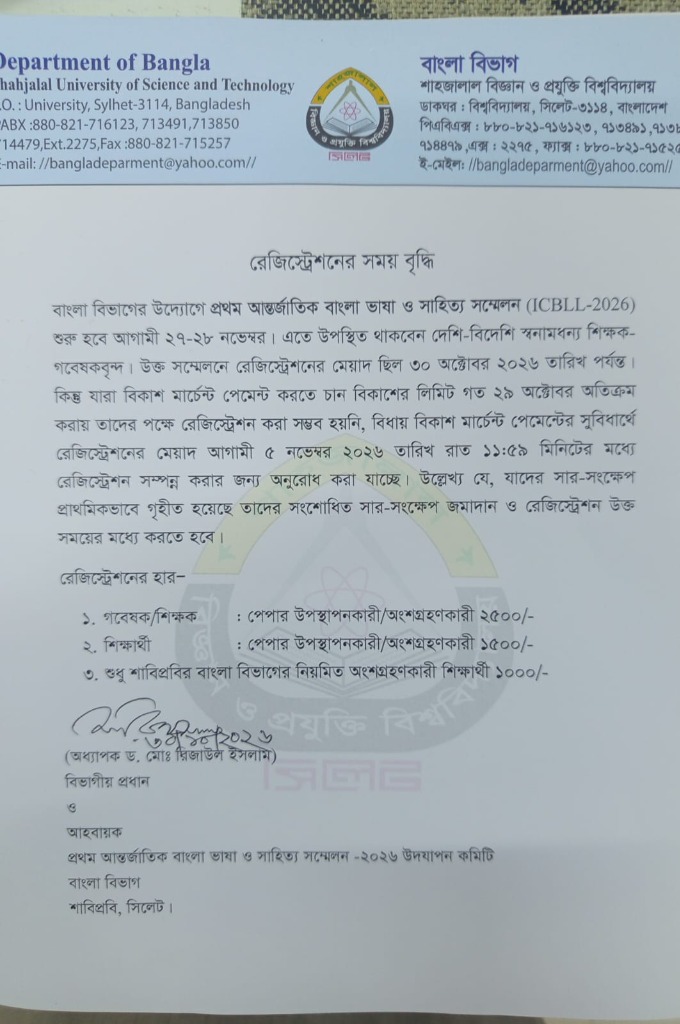 Department of Bangla
Shahjalal University of Science and Technology
P.O. : University, Sylhet-3114, Bangladesh
PABX :880-821-716123, 713491,713850
714479,Ext.2275,Fax :880-821-715257
E-mail: //bangladeparment@yahoo.com//
বাংলা বিভাগ
শাহজালাল বিজ্ঞান ও প্রযুক্তি বিশ্ববিদ্যালয়
ডাকঘর : বিশ্ববিদ্যালয়, সিলেট-৩১১৪, বাংলাদেশ
পিএবিএক্স : ৮৮০-৮২১-৭১৬১২৩, ৭১৩৪৯১, ৭১৩৮
৭১৪৪৭৯ ,এক্স : ২২৭৫ , ফ্যাক্স : ৮৮০-৮২১-৭১৫২৫
ই-মেইল: //bangladeparment@yahoo.com//
রেজিস্ট্রেশনের সময় বৃদ্ধি
বাংলা বিভাগের উদ্যোগে প্রথম আন্তর্জাতিক বাংলা ভাষা ও সাহিত্য সম্মেলন (ICBLL-2026)
শুরু হবে আগামী ২৭-২৮ নভেম্বর। এতে উপস্থিত থাকবেন দেশি-বিদেশি স্বনামধন্য শিক্ষক-
গবেষকবৃন্দ। উক্ত সম্মেলনে রেজিস্ট্রেশনের মেয়াদ ছিল ৩০ অক্টোবর ২০২৬ তারিখ পর্যন্ত।
কিন্তু যারা বিকাশ মার্চেন্ট পেমেন্ট করতে চান বিকাশের লিমিট গত ২৯ অক্টোবর অতিক্রম
করায় তাদের পক্ষে রেজিস্ট্রেশন করা সম্ভব হয়নি, বিধায় বিকাশ মার্চেন্ট পেমেন্টের সুবিধার্থে
রেজিস্ট্রেশনের মেয়াদ আগামী ৫ নভেম্বর ২০২৬ তারিখ রাত ১১:৫৯ মিনিটের মধ্যে
রেজিস্ট্রেশন সম্পন্ন করার জন্য অনুরোধ করা যাচ্ছে। উল্লেখ্য যে, যাদের সার-সংক্ষেপ
প্রাথমিকভাবে গৃহীত হয়েছে তাদের সংশোধিত সার-সংক্ষেপ জমাদান ও রেজিস্ট্রেশন উক্ত
সময়ের মধ্যে করতে হবে।
রেজিস্ট্রেশনের হার–
১. গবেষক/শিক্ষক : পেপার উপস্থাপনকারী/অংশগ্রহণকারী ২৫০০/-
২. শিক্ষার্থী : পেপার উপস্থাপনকারী/অংশগ্রহণকারী ১৫০০/-
৩. শুধু শাবিপ্রবির বাংলা বিভাগের নিয়মিত অংশগ্রহণকারী শিক্ষার্থী ১০০০/-
৩০/১০/২০২৬
(অধ্যাপক ড. মোঃ রিজাউল ইসলাম)
বিভাগীয় প্রধান
ও
আহবায়ক
প্রথম আন্তর্জাতিক বাংলা ভাষা ও সাহিত্য সম্মেলন -২০২৬ উদযাপন কমিটি
বাংলা বিভাগ
শাবিপ্রবি, সিলেট।